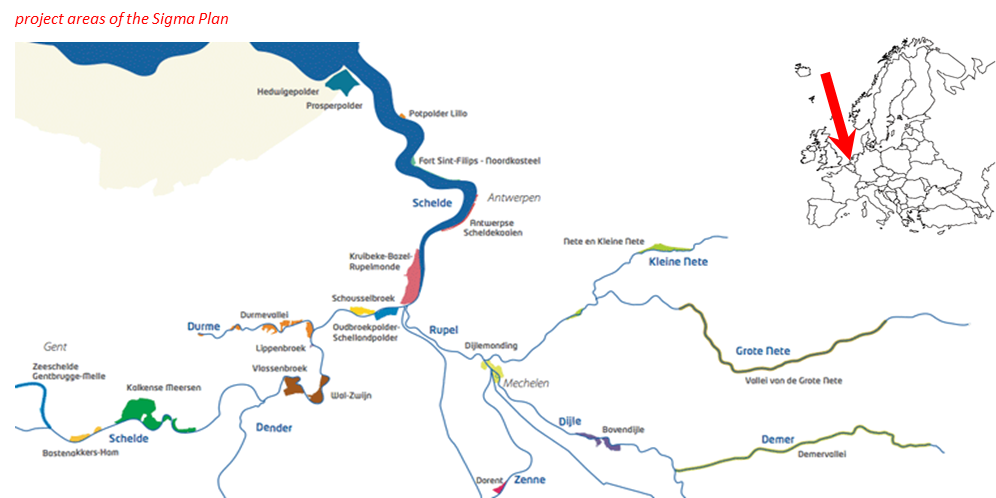 project areas of the Sigma Plan
Hedwigepolder
Prosperpolder
Potpolder Lillo
Fort Sint-Filips - Noordkasteel
Antwerpen
Schelde
Antwerpse
Scheldekaaien
Kruibeke-Bazel-
Rupelmonde
Nete en Kleine Nete
Kleine Nete
Schousselbroek
Durmevallei
Durme
Oudbroekpolder-
Schellandpolder
Rupel
Lippenbroek
Dijlemonding
Grote Nete
Gent
Zeeschelde
Gentbrugge-Melle
Vlassenbroek
Mechelen
Vallei van de Grote Nete
Kalkense Meersen
Wal-Zwijn
Schelde
Dender
Dijle
Bovendijle
Demer
Demervallei
Bastenakkers-Ham
Dorent
Zenne